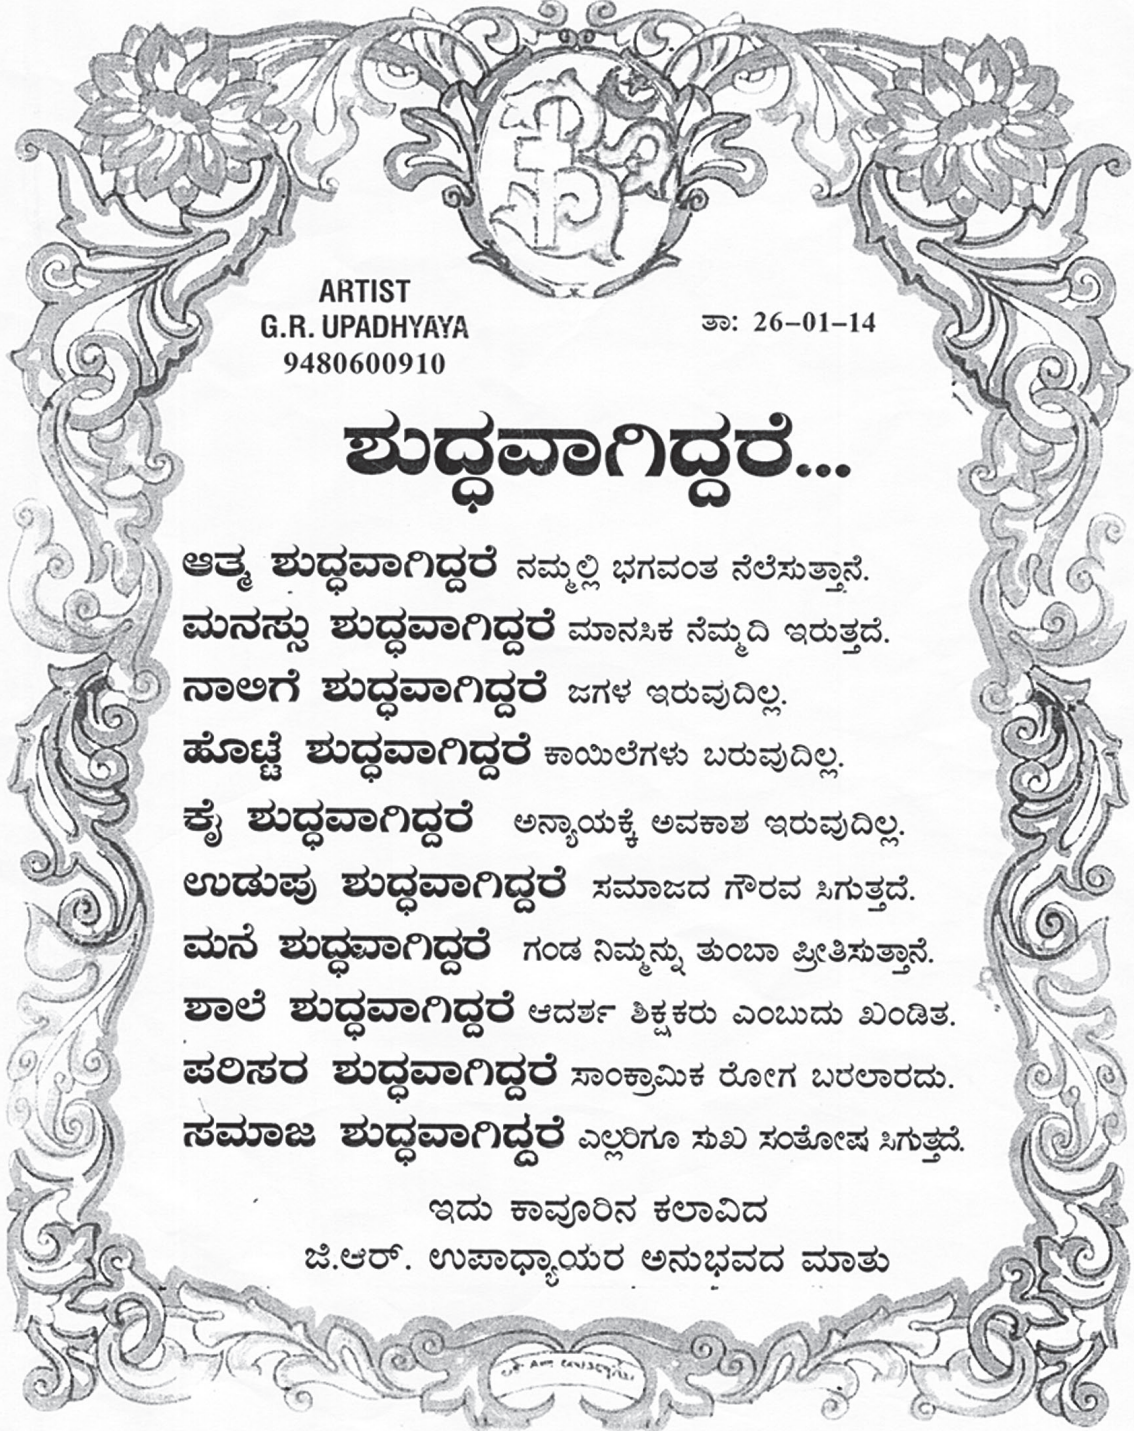 ARTIST
G.R. UPADHYAYA
9480600910
ತಾ: 26-01-14
ಶುದ್ಧವಾಗಿದ್ದರೆ...
ಆತ್ಮ ಶುದ್ಧವಾಗಿದ್ದರೆ ನಮ್ಮಲ್ಲಿ ಭಗವಂತ ನೆಲೆಸುತ್ತಾನೆ.
ಮನಸ್ಸು ಶುದ್ಧವಾಗಿದ್ದರೆ ಮಾನಸಿಕ ನೆಮ್ಮದಿ ಇರುತ್ತದೆ.
ನಾಲಿಗೆ ಶುದ್ಧವಾಗಿದ್ದರೆ ಜಗಳ ಇರುವುದಿಲ್ಲ.
ಹೊಟ್ಟೆ ಶುದ್ಧವಾಗಿದ್ದರೆ ಕಾಯಿಲೆಗಳು ಬರುವುದಿಲ್ಲ.
ಕೈ ಶುದ್ಧವಾಗಿದ್ದರೆ ಅನ್ಯಾಯಕ್ಕೆ ಅವಕಾಶ ಇರುವುದಿಲ್ಲ.
ಉಡುಪು ಶುದ್ಧವಾಗಿದ್ದರೆ ಸಮಾಜದ ಗೌರವ ಸಿಗುತ್ತದೆ.
ಮನೆ ಶುದ್ಧವಾಗಿದ್ದರೆ ಗಂಡ ನಿಮ್ಮನ್ನು ತುಂಬಾ ಪ್ರೀತಿಸುತ್ತಾನೆ.
ಶಾಲೆ ಶುದ್ಧವಾಗಿದ್ದರೆ ಆದರ್ಶ ಶಿಕ್ಷಕರು ಎಂಬುದು ಖಂಡಿತ.
ಪರಿಸರ ಶುದ್ಧವಾಗಿದ್ದರೆ ಸಾಂಕ್ರಾಮಿಕ ರೋಗ ಬರಲಾರದು.
ಸಮಾಜ ಶುದ್ಧವಾಗಿದ್ದರೆ ಎಲ್ಲರಿಗೂ ಸುಖ ಸಂತೋಷ ಸಿಗುತ್ತದೆ.
ಇದು ಕಾವೂರಿನ ಕಲಾವಿದ
ಜಿ.ಆರ್. ಉಪಾಧ್ಯಾಯರ ಅನುಭವದ ಮಾತು